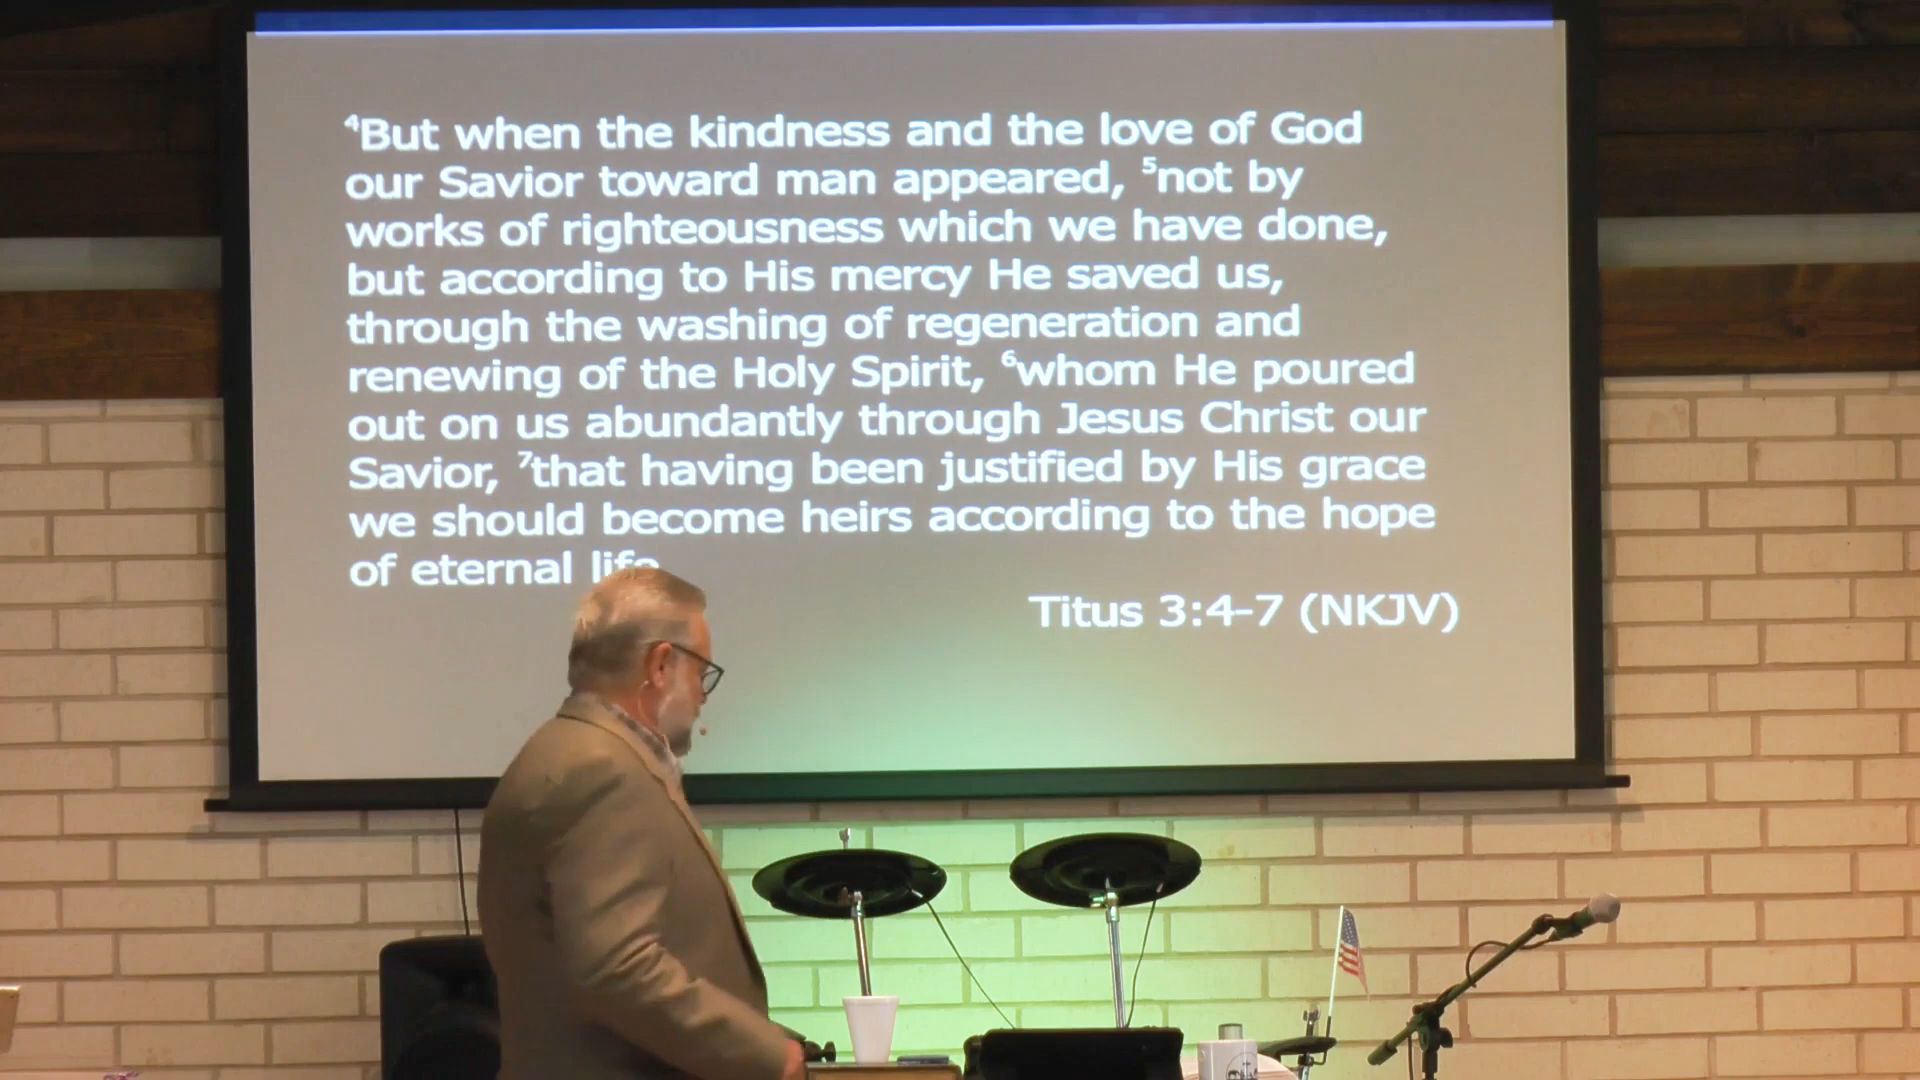 ⁴But when the kindness and the love of God
our Savior toward man appeared, ⁵not by
works of righteousness which we have done,
but according to His mercy He saved us,
through the washing of regeneration and
renewing of the Holy Spirit, ⁶whom He poured
out on us abundantly through Jesus Christ our
Savior, ⁷that having been justified by His grace
we should become heirs according to the hope
of eternal life
Titus 3:4-7 (NKJV)